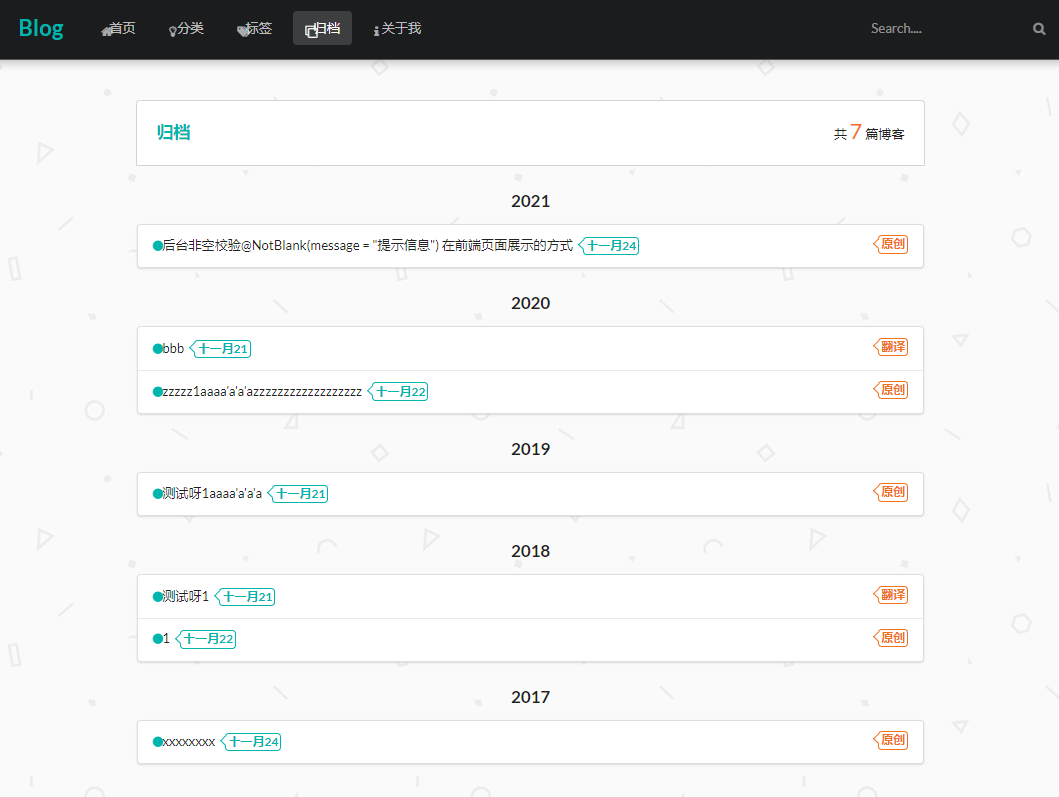 Blog 首页 分类 标签 归档 关于我 Search....
归档 共 7 篇博客
2021
后台非空校验@NotBlank(message = "提示信息") 在前端页面展示的方式 十一月24 原创
2020
bbb 十一月21 翻译
zzzzz1aaaa'a'a'azzzzzzzzzzzzzzzzzz 十一月22 原创
2019
测试呀1aaaa'a'a'a 十一月21 原创
2018
测试呀1 十一月21 翻译
1 十一月22 原创
2017
xxxxxxxx 十一月24 原创